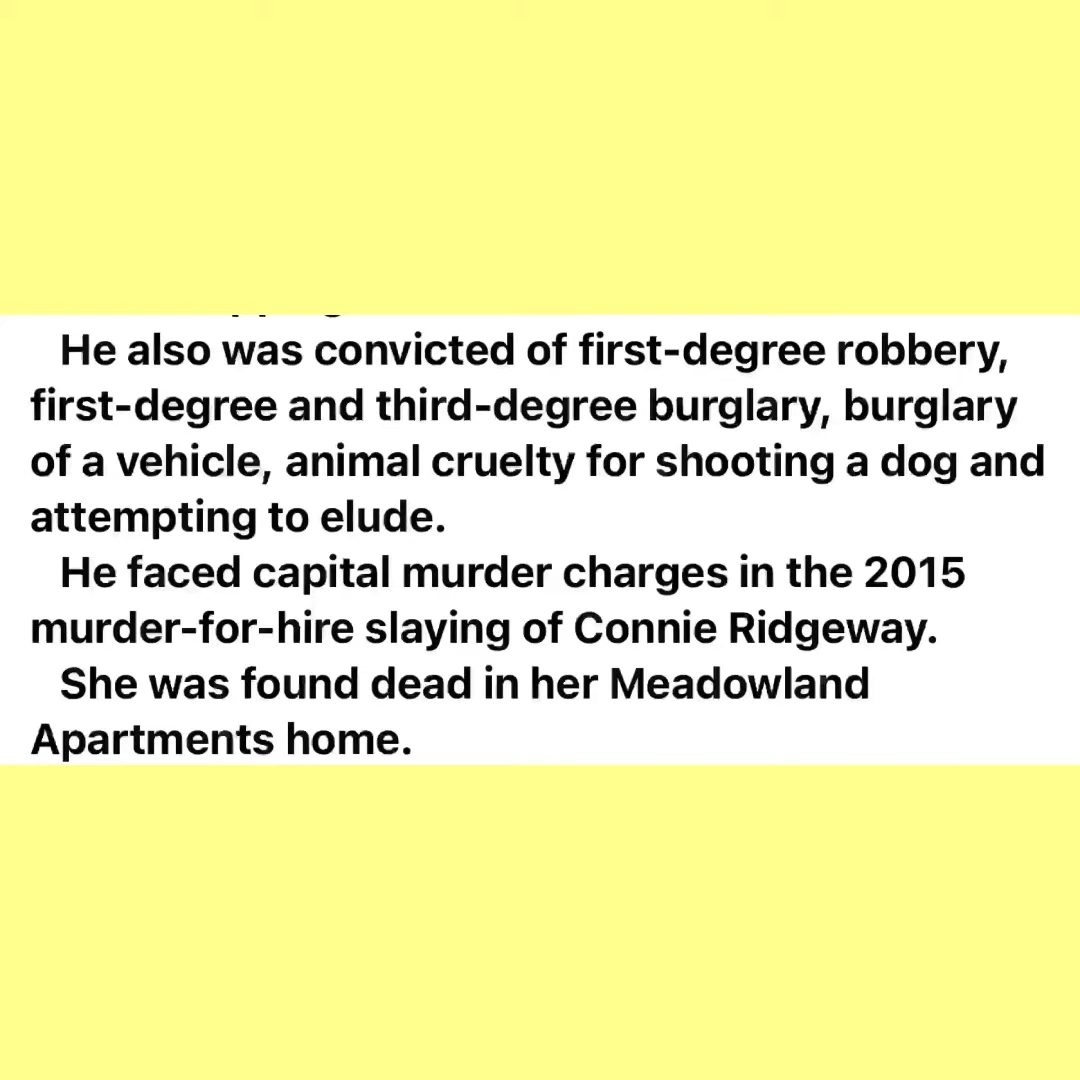 He also was convicted of first-degree robbery,
first-degree and third-degree burglary, burglary
of a vehicle, animal cruelty for shooting a dog and
attempting to elude.
He faced capital murder charges in the 2015
murder-for-hire slaying of Connie Ridgeway.
She was found dead in her Meadowland
Apartments home.